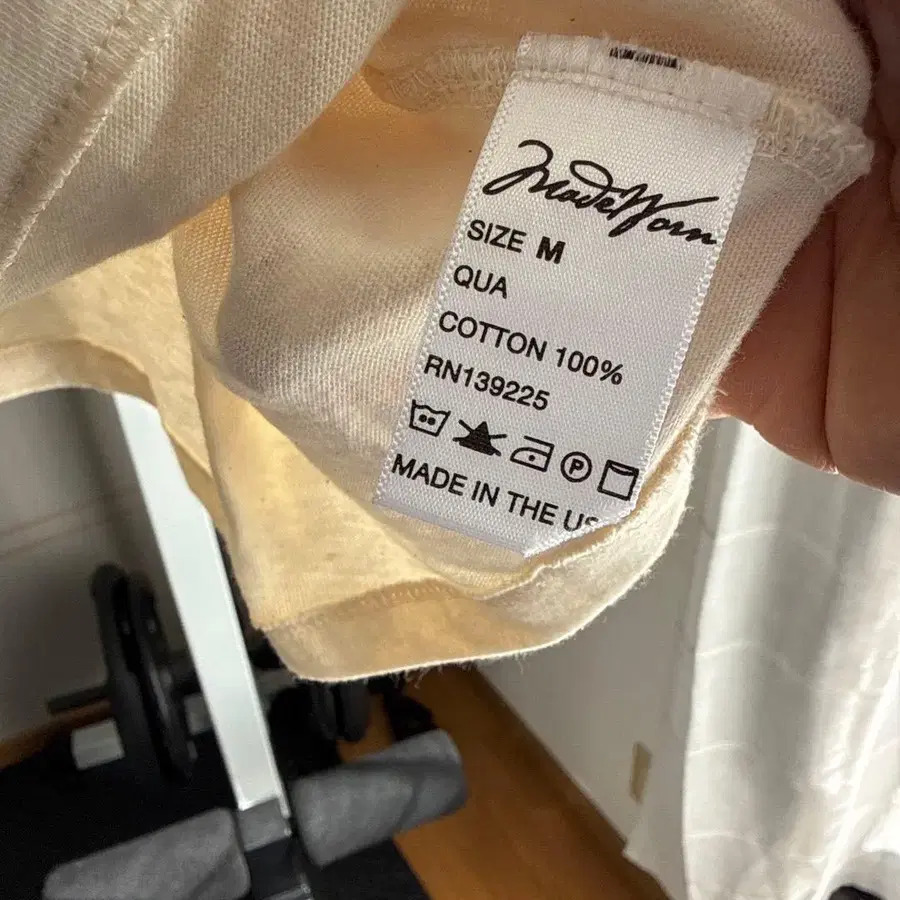 MadeWorn
SIZE M
QUA
COTTON 100%
RN139225
P
MADE IN THE US